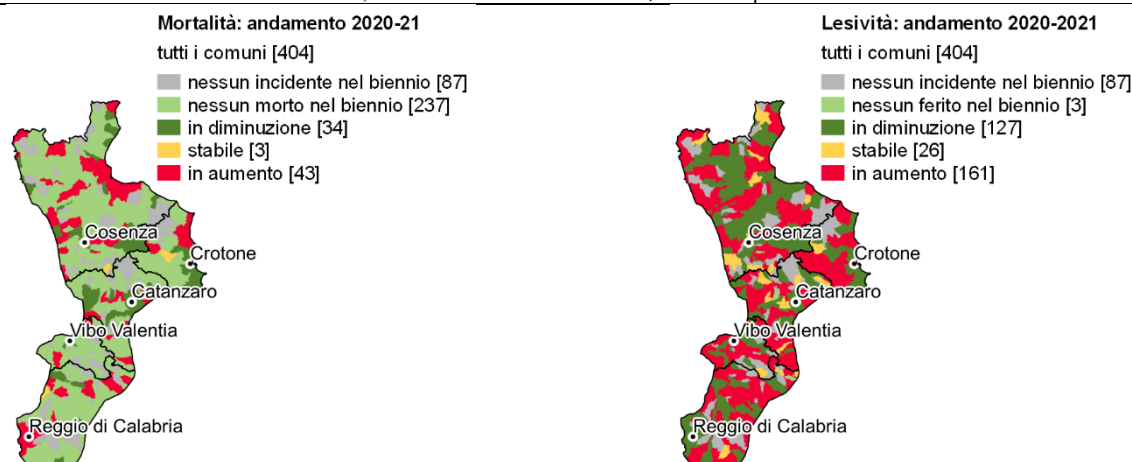 Mortalità: andamento 2020-21
tutti i comuni [404]
nessun incidente nel biennio [87]
nessun morto nel biennio [237]
in diminuzione [34]
stabile [3]
in aumento [43]
Cosenza
Crotone
Catanzaro
Vibo Valentia
Reggio di Calabria
Lesività: andamento 2020-2021
tutti i comuni [404]
nessun incidente nel biennio [87]
nessun ferito nel biennio [3]
in diminuzione [127]
stabile [26]
in aumento [161]
Cosenza
Crotone
Catanzaro
Vibo Valentia
Reggio di Calabria